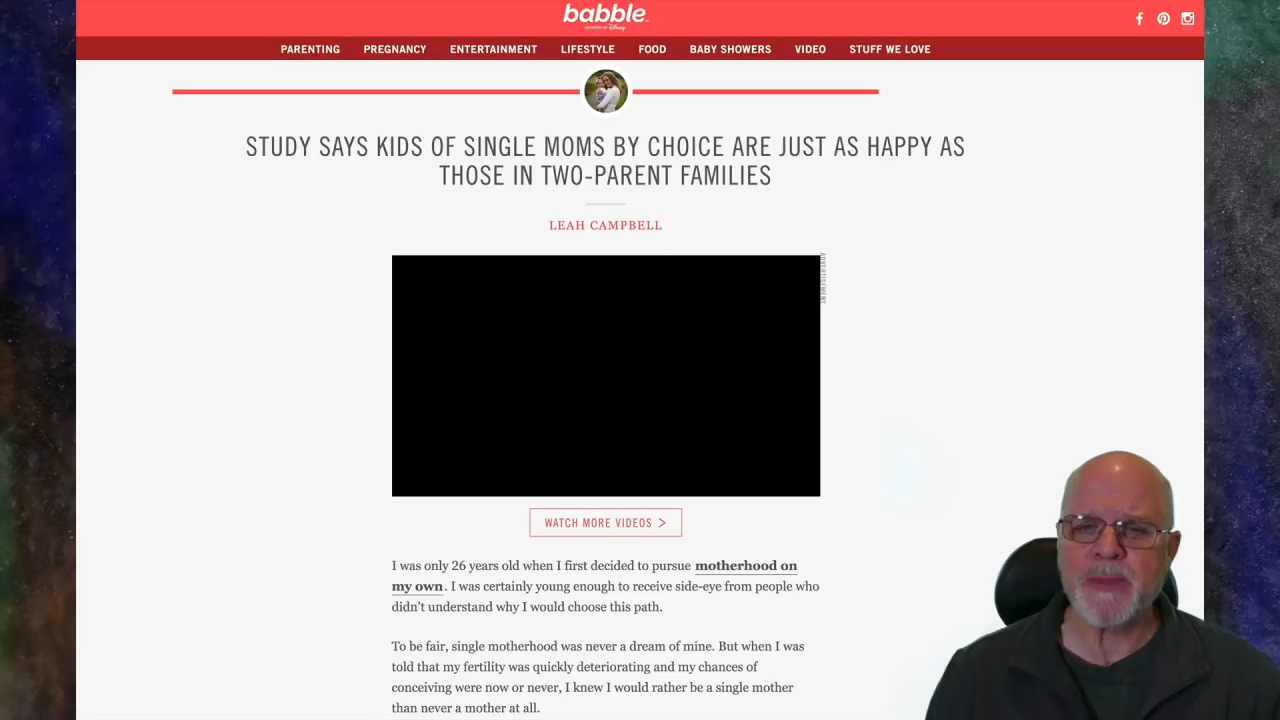 babble
PARENTING PREGNANCY ENTERTAINMENT LIFESTYLE FOOD BABY SHOWERS VIDEO STUFF WE LOVE
STUDY SAYS KIDS OF SINGLE MOMS BY CHOICE ARE JUST AS HAPPY AS
THOSE IN TWO-PARENT FAMILIES
LEAH CAMPBELL
ADVERTISEMENT
WATCH MORE VIDEOS >
I was only 26 years old when I first decided to pursue motherhood on
my own. I was certainly young enough to receive side-eye from people who
didn’t understand why I would choose this path.
To be fair, single motherhood was never a dream of mine. But when I was
told that my fertility was quickly deteriorating and my chances of
conceiving were now or never, I knew I would rather be a single mother
than never a mother at all.